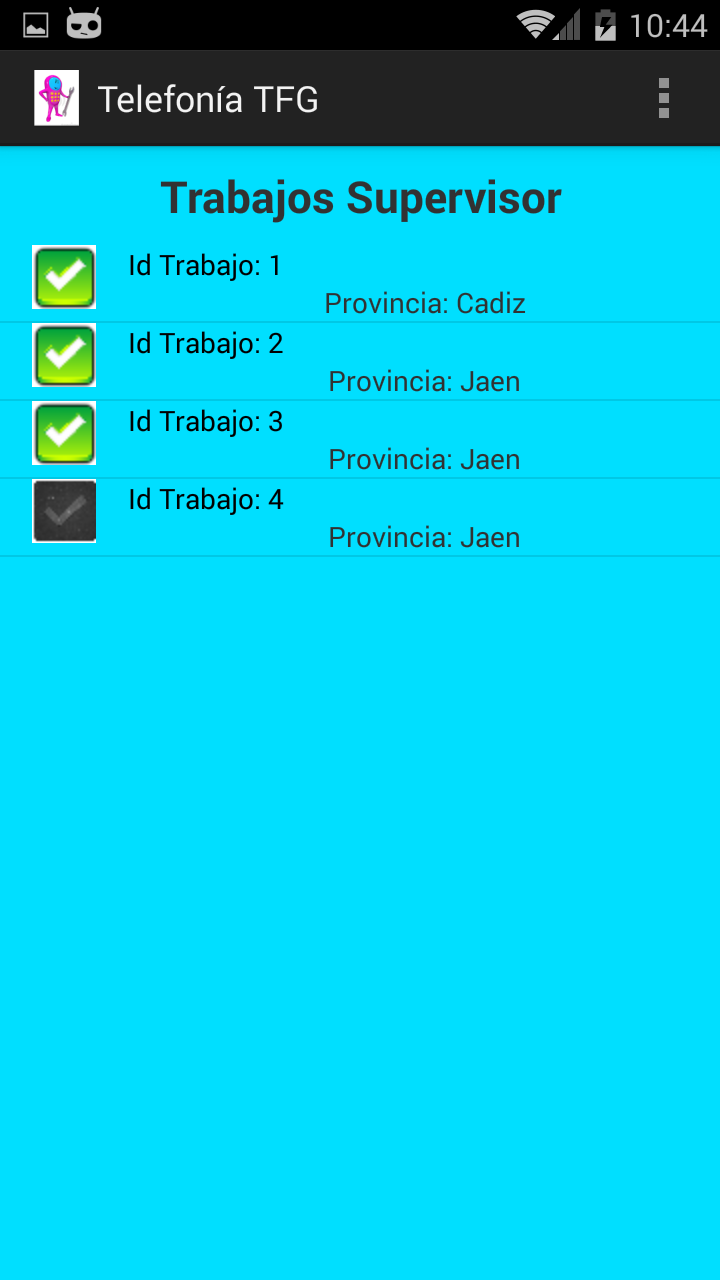 10:44
Telefonía TFG
Trabajos Supervisor
Id Trabajo: 1
Provincia: Cadiz
Id Trabajo: 2
Provincia: Jaen
Id Trabajo: 3
Provincia: Jaen
Id Trabajo: 4
Provincia: Jaen